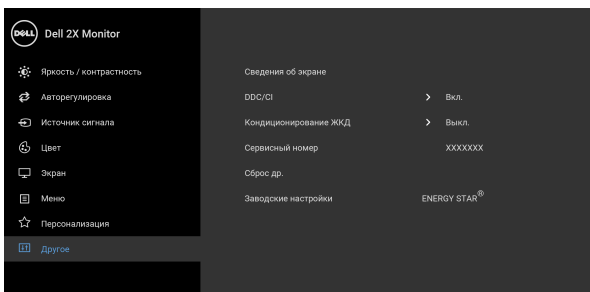 DELL Dell 2X Monitor
Яркость / контрастность
Авторегулировка
Источник сигнала
Цвет
Экран
Меню
Персонализация
Другое
Сведения об экране
DDC/CI > Вкл.
Кондиционирование ЖКД > Выкл.
Сервисный номер XXXXXXX
Сброс др.
Заводские настройки ENERGY STAR®